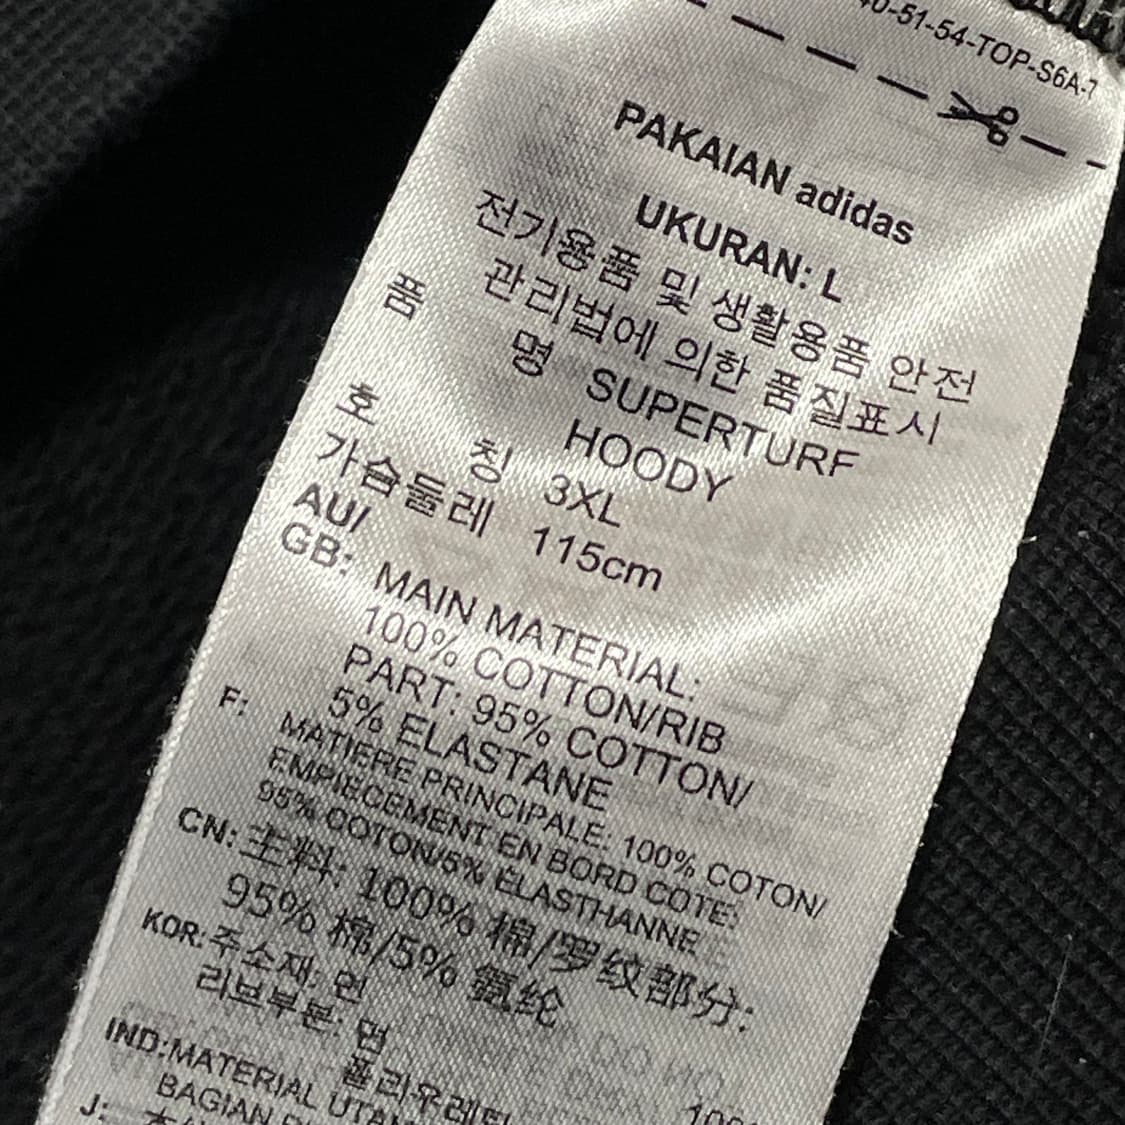 40-51-54-TOP-S6A-7
PAKAIAN adidas
UKURAN: L
전기용품 및 생활용품 안전
관리법에 의한 품질표시
품 명 SUPERTURF
HOODY
호 칭 3XL
가슴둘레 115cm
AU/
GB: MAIN MATERIAL:
100% COTTON/RIB
PART: 95% COTTON/
5% ELASTANE
F: MATIERE PRINCIPALE: 100% COTON/
EMPIECEMENT EN BORD COTE:
95% COTON/5% ELASTHANNE
CN: 主料: 100% 棉/罗纹部分:
95% 棉/5% 氨纶
KOR: 주소재: 면
리브부분: 면
폴리우레탄
IND: MATERIAL UTAMA
BAGIAN
J: